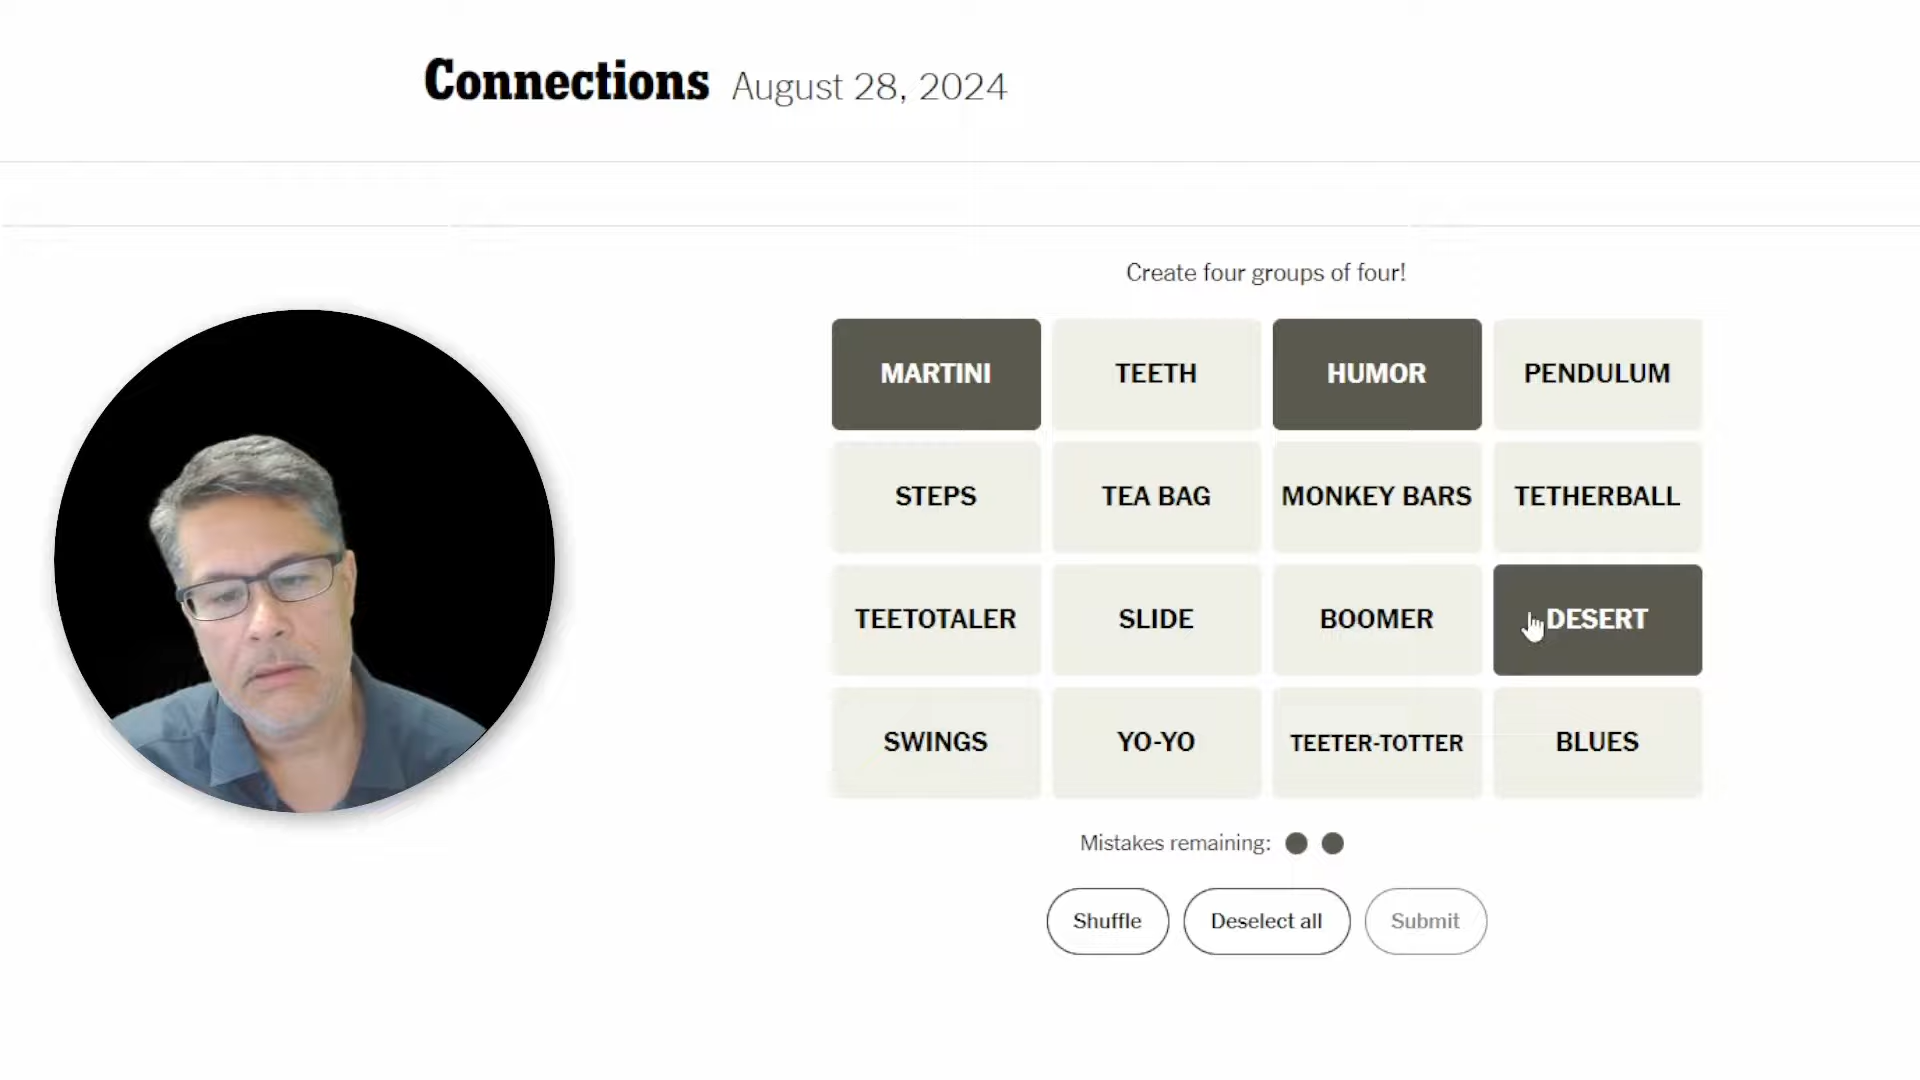 Connections August 28, 2024
Create four groups of four!
MARTINI TEETH HUMOR PENDULUM
STEPS TEA BAG MONKEY BARS TETHERBALL
TEETOTALER SLIDE BOOMER DESERT
SWINGS YO-YO TEETER-TOTTER BLUES
Mistakes remaining:
Shuffle Deselect all Submit